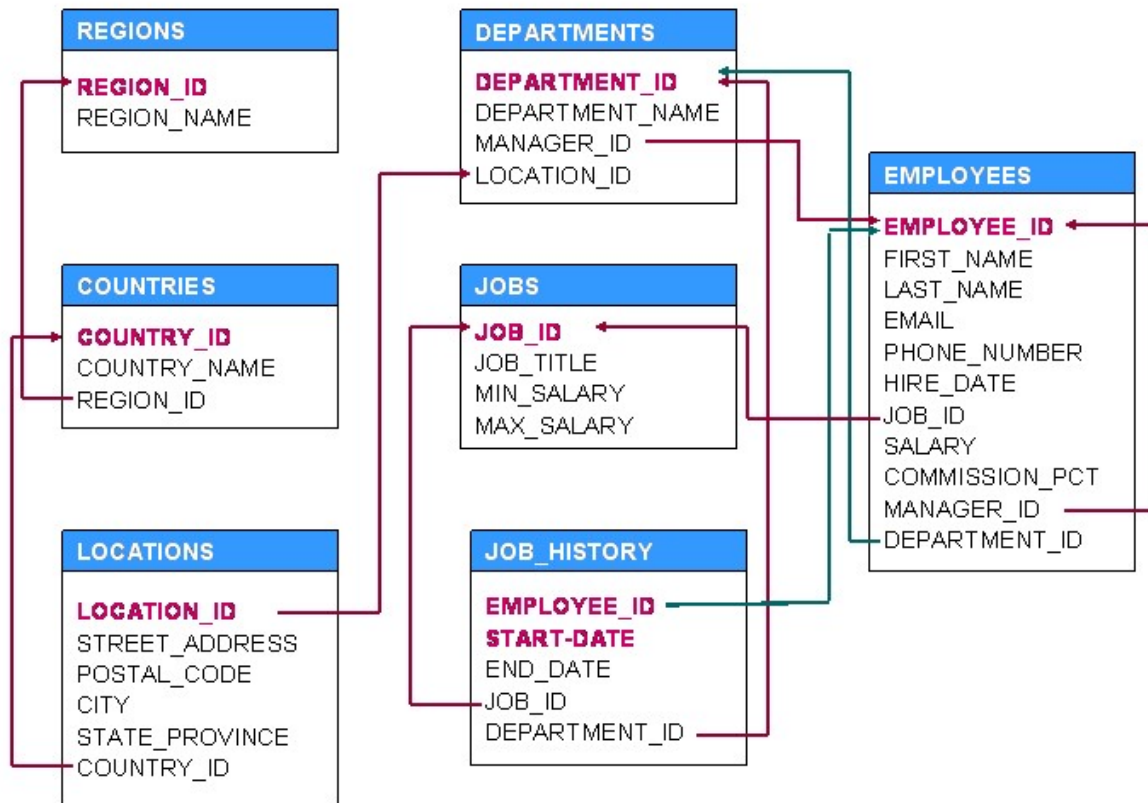 REGIONS
REGION_ID
REGION_NAME
DEPARTMENTS
DEPARTMENT_ID
DEPARTMENT_NAME
MANAGER_ID
LOCATION_ID
EMPLOYEES
EMPLOYEE_ID
FIRST_NAME
LAST_NAME
EMAIL
PHONE_NUMBER
HIRE_DATE
JOB_ID
SALARY
COMMISSION_PCT
MANAGER_ID
DEPARTMENT_ID
COUNTRIES
COUNTRY_ID
COUNTRY_NAME
REGION_ID
JOBS
JOB_ID
JOB_TITLE
MIN_SALARY
MAX_SALARY
LOCATIONS
LOCATION_ID
STREET_ADDRESS
POSTAL_CODE
CITY
STATE_PROVINCE
COUNTRY_ID
JOB_HISTORY
EMPLOYEE_ID
START-DATE
END_DATE
JOB_ID
DEPARTMENT_ID